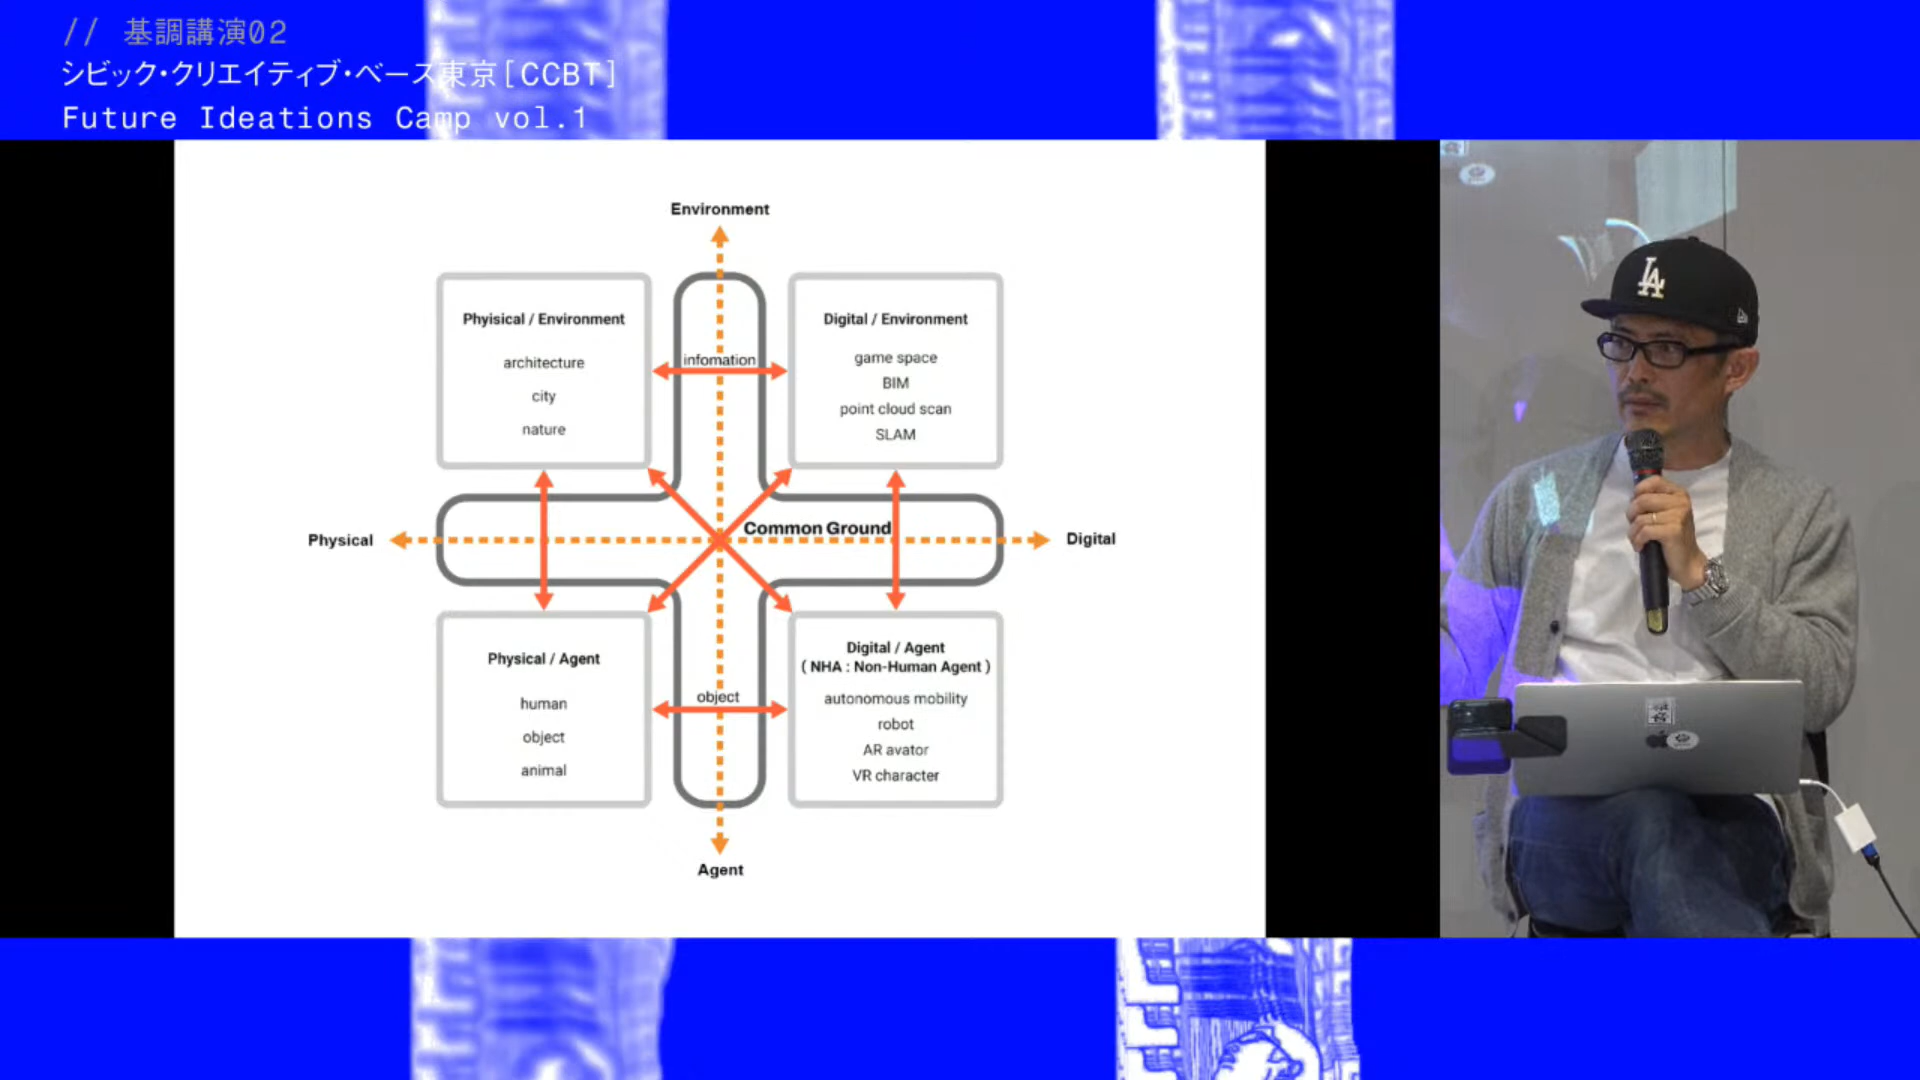 // 基調講演02
シビック・クリエイティブ・ベース東京[CCBT]
Future Ideations Camp vol.1
Environment
Phyisical / Environment
architecture
city
nature
infomation
Digital / Environment
game space
BIM
point cloud scan
SLAM
Physical
Common Ground
Digital
Physical / Agent
human
object
animal
object
Digital / Agent
( NHA : Non-Human Agent )
autonomous mobility
robot
AR avator
VR character
Agent
LA